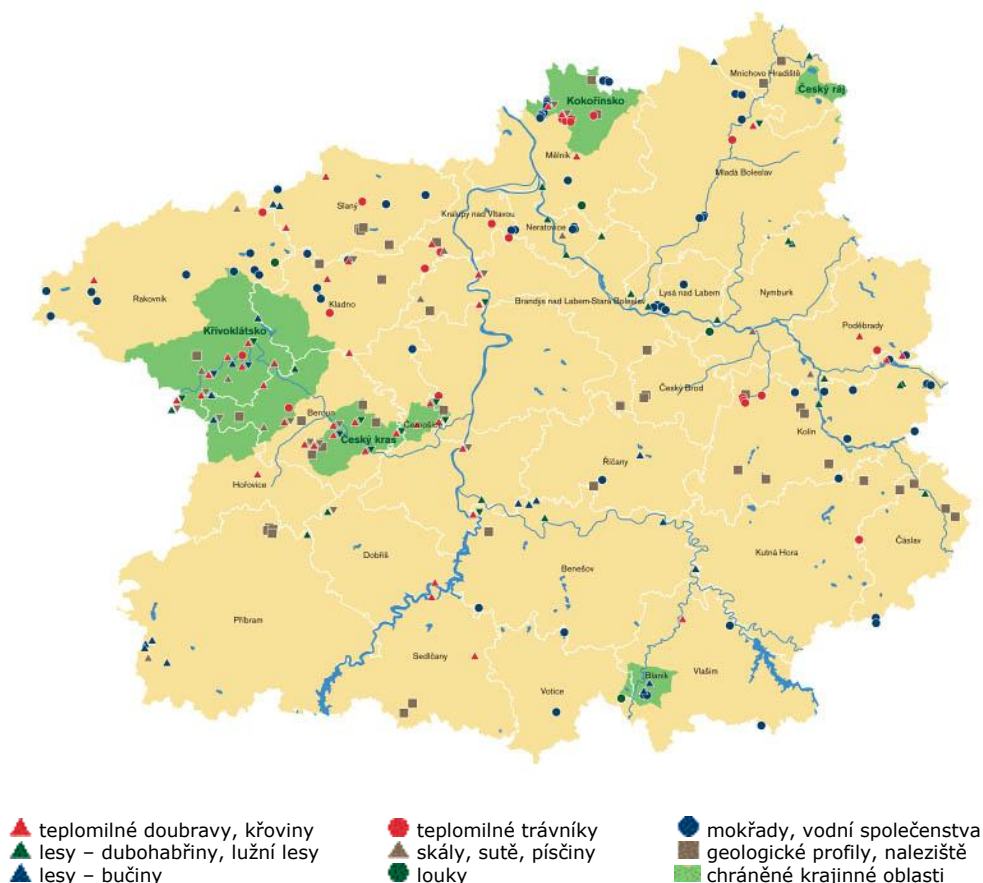 Mnichovo Hradiště
Český ráj
Kokořínsko
Mělník
Mladá Boleslav
Slaný
Kralupy nad Vltavou
Neratovice
Rakovník
Kladno
Brandýs nad Labem-Stará Boleslav
Lysá nad Labem
Nymburk
Poděbrady
Křivoklátsko
Český Brod
Beroun
Český kras
Černošice
Kolín
Říčany
Hořovice
Dobříš
Kutná Hora
Čáslav
Benešov
Příbram
Sedlčany
Votice
Blaník
Vlašim
teplomilné doubravy, křoviny
lesy – dubohabřiny, lužní lesy
lesy – bučiny
teplomilné trávníky
skály, sutě, písčiny
louky
mokřady, vodní společenstva
geologické profily, naleziště
chráněné krajinné oblasti